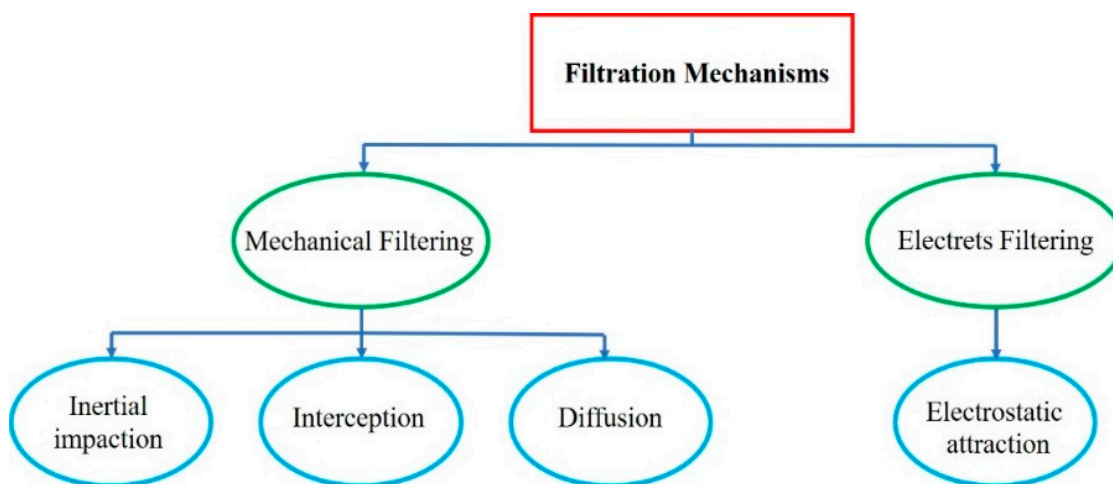 Filtration Mechanisms
Mechanical Filtering
Electrets Filtering
Inertial
impaction
Interception
Diffusion
Electrostatic
attraction